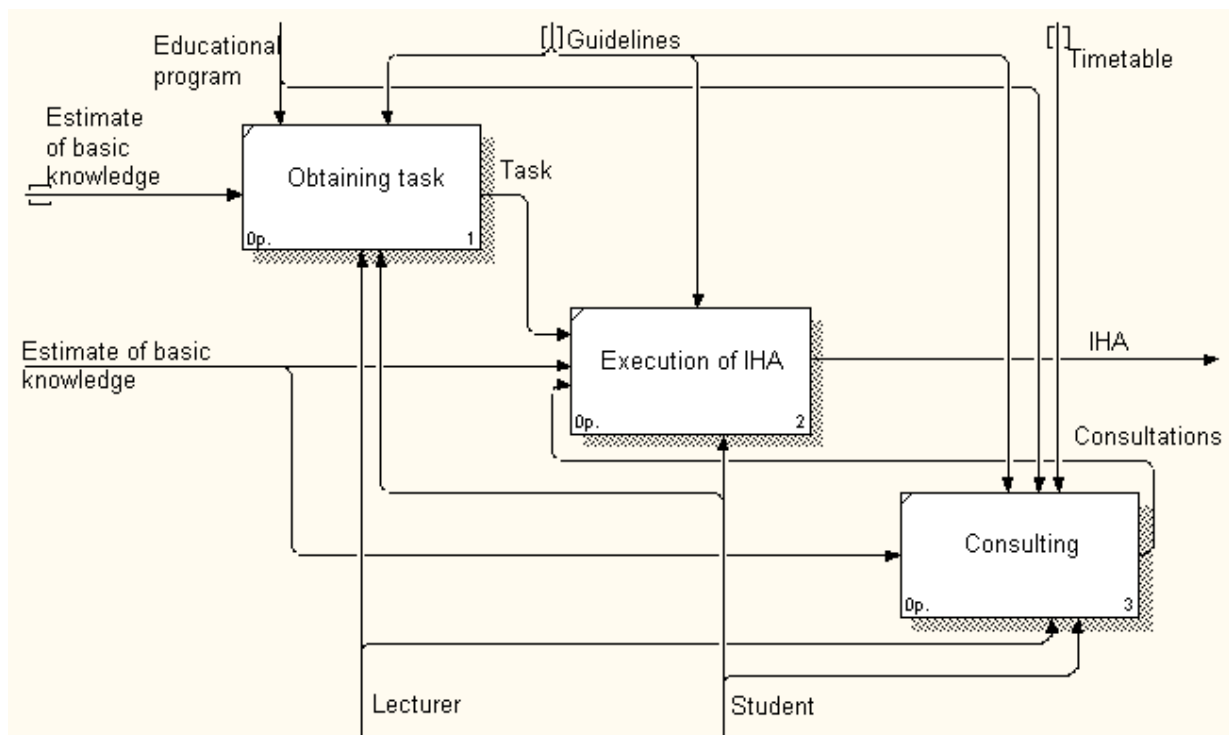 Educational
program
[ ]Guidelines
[ ]
Timetable
Estimate
of basic
knowledge
Obtaining task
0p.
1
Task
Estimate of basic
knowledge
Execution of IHA
0p.
2
IHA
Consultations
Consulting
0p.
3
Lecturer
Student